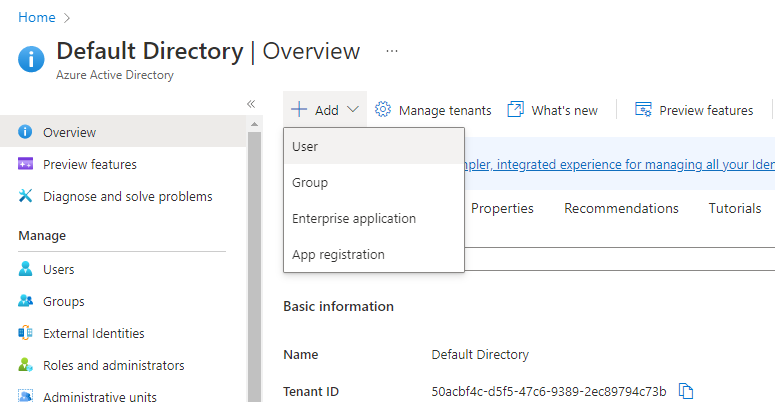 Home
Default Directory | Overview
Azure Active Directory
Overview
Preview features
Diagnose and solve problems
Manage
Users
Groups
External Identities
Roles and administrators
Administrative units
Add Manage tenants What's new Preview features
User
Group
Enterprise application
App registration
integrated experience for managing all your
Properties Recommendations Tutorials
Basic information
Name Default Directory
Tenant ID 50acbf4c-d5f5-47c6-9389-2ec89794c73b